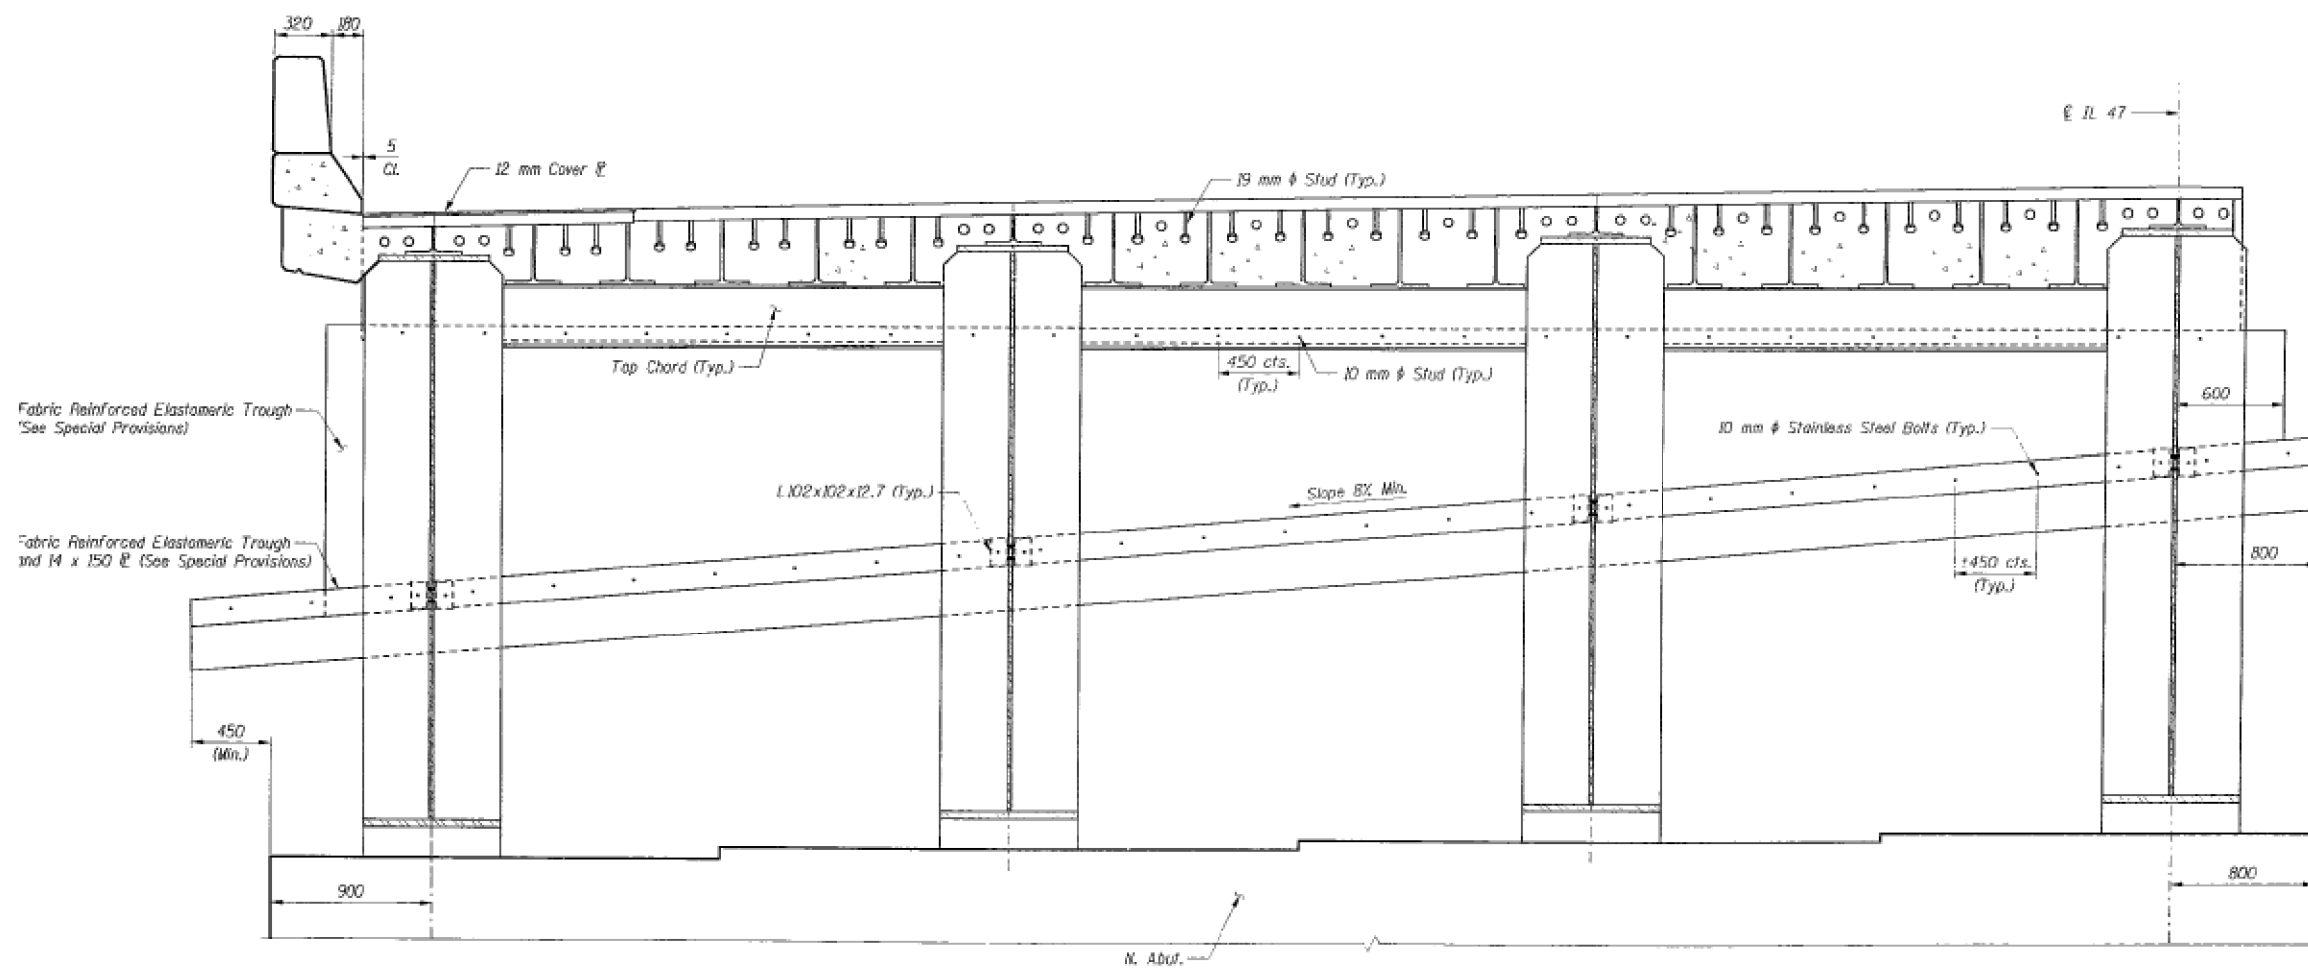 320 180
℄ IL 47
5
Cl.
12 mm Cover ℙ
19 mm ϕ Stud (Typ.)
Top Chord (Typ.)
450 cts.
(Typ.)
10 mm ϕ Stud (Typ.)
600
Fabric Reinforced Elastomeric Trough
(See Special Provisions)
10 mm ϕ Stainless Steel Bolts (Typ.)
L102x102x12.7 (Typ.)
Slope 8% Min.
Fabric Reinforced Elastomeric Trough
and 14 x 150 ℙ (See Special Provisions)
800
±450 cts.
(Typ.)
450
(Min.)
900
800
N. Abut.